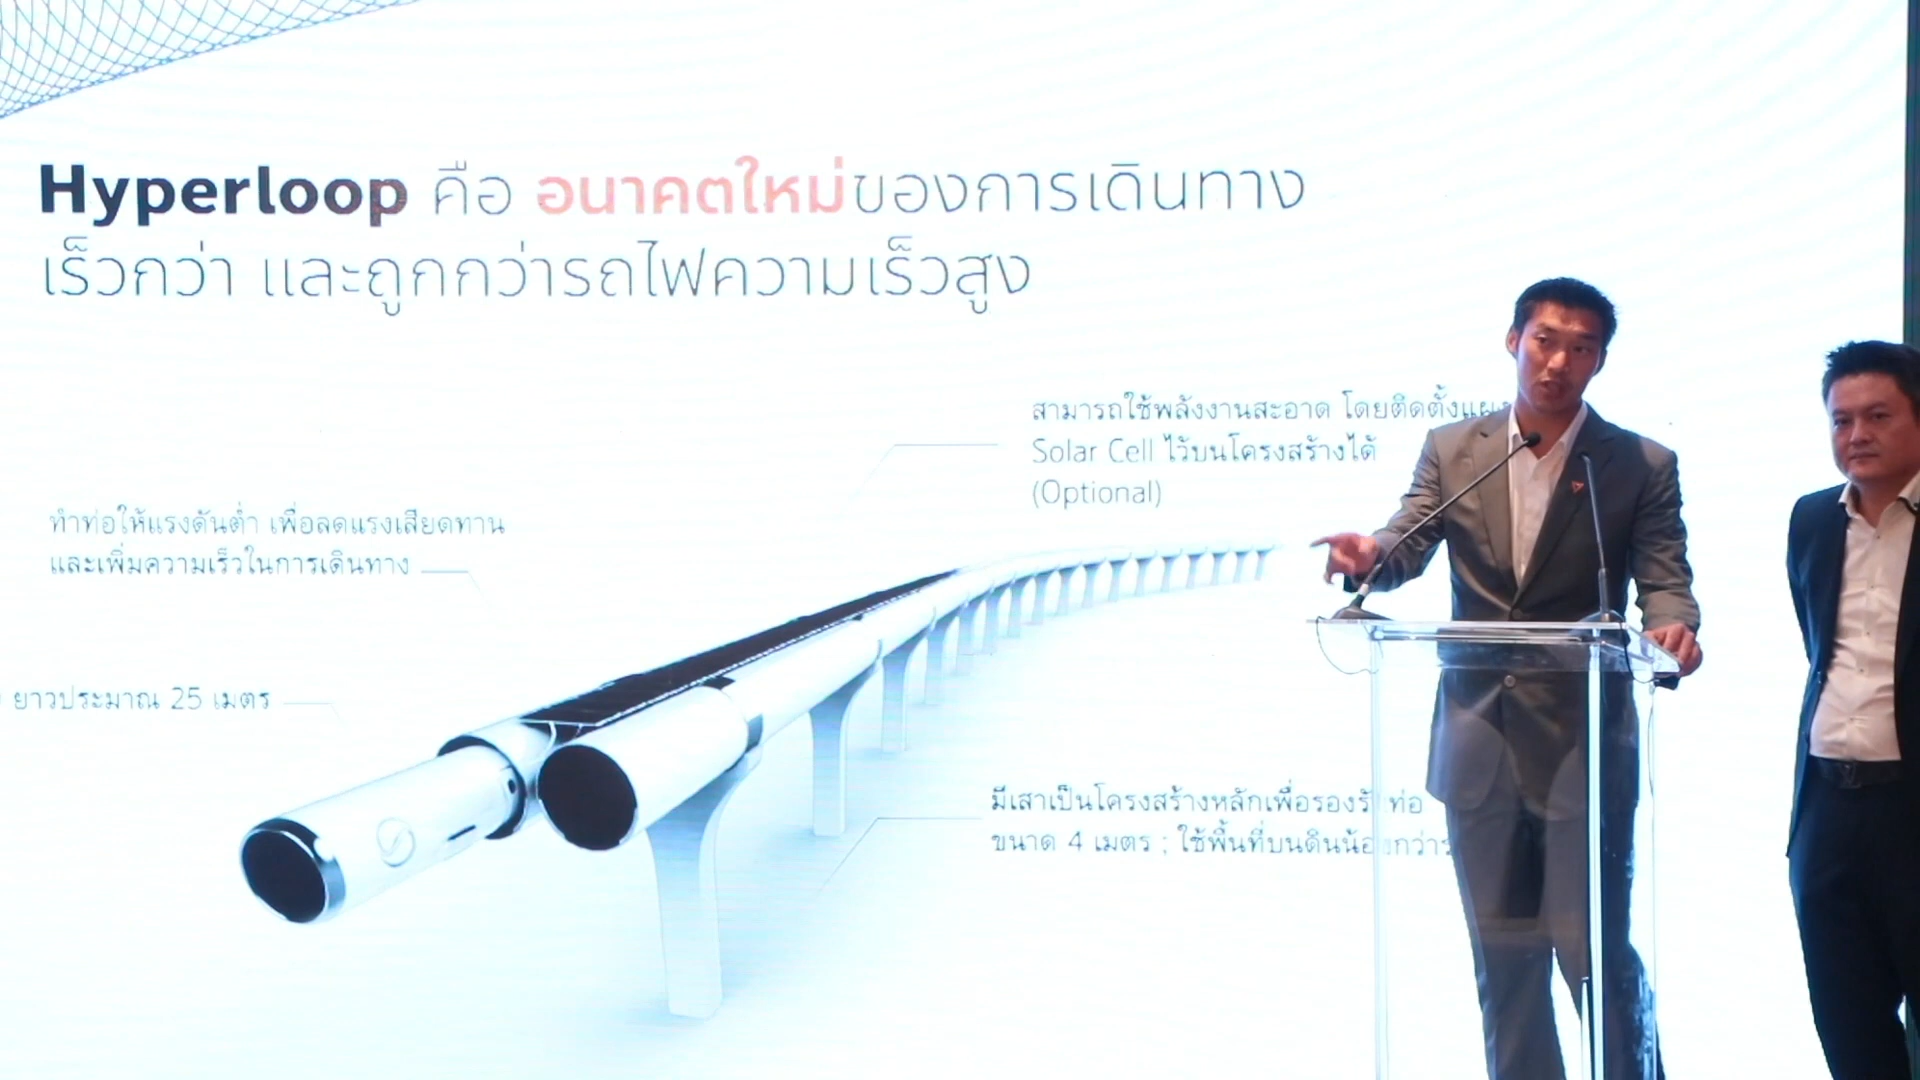 Hyperloop คือ อนาคตใหม่ของการเดินทาง
เร็วกว่า และถูกกว่ารถไฟความเร็วสูง
สามารถใช้พลังงานสะอาด โดยติดตั้งแผง
Solar Cell ไว้บนโครงสร้างได้
(Optional)
ทำท่อให้แรงดันต่ำ เพื่อลดแรงเสียดทาน
และเพิ่มความเร็วในการเดินทาง
ยาวประมาณ 25 เมตร
มีเสาเป็นโครงสร้างหลักเพื่อรองรับท่อ
ขนาด 4 เมตร ; ใช้พื้นที่บนดินน้อยกว่า